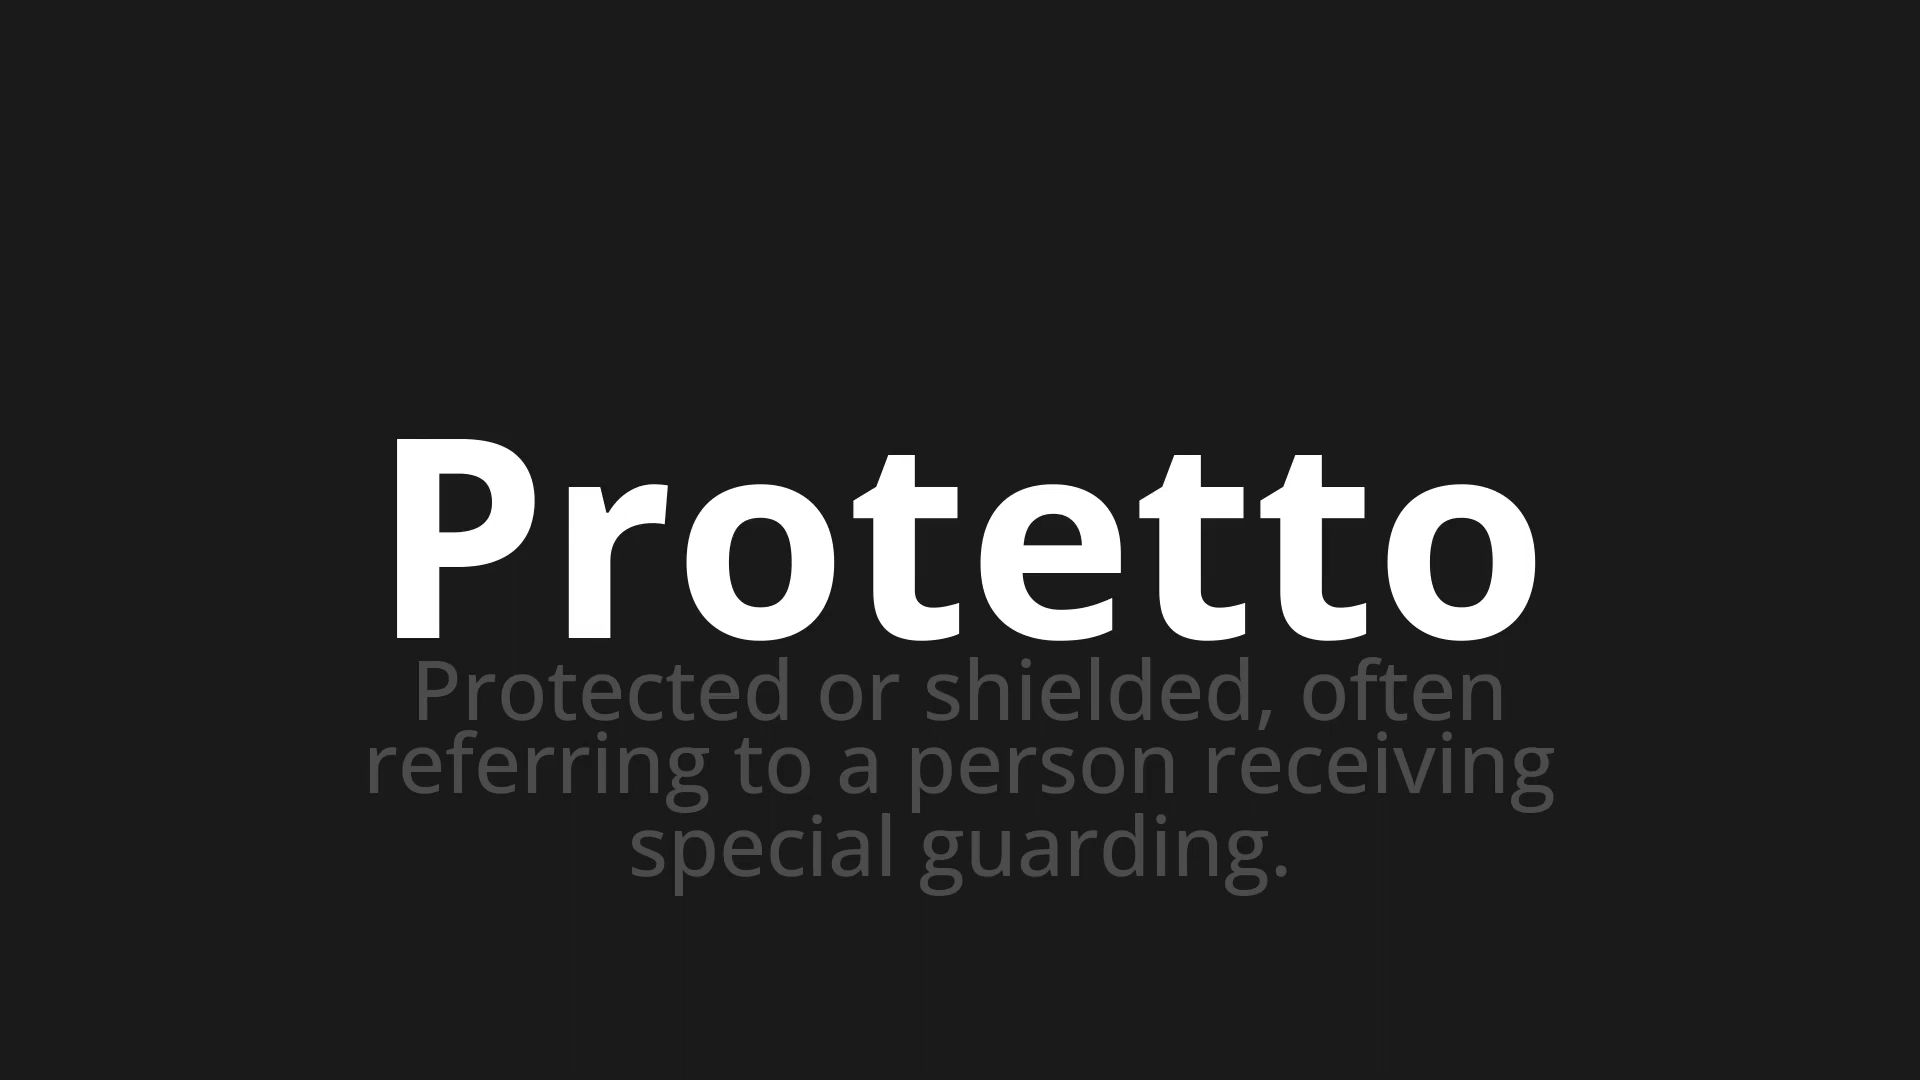 Protetto
Protected or shielded, often
referring to a person receiving
special guarding.